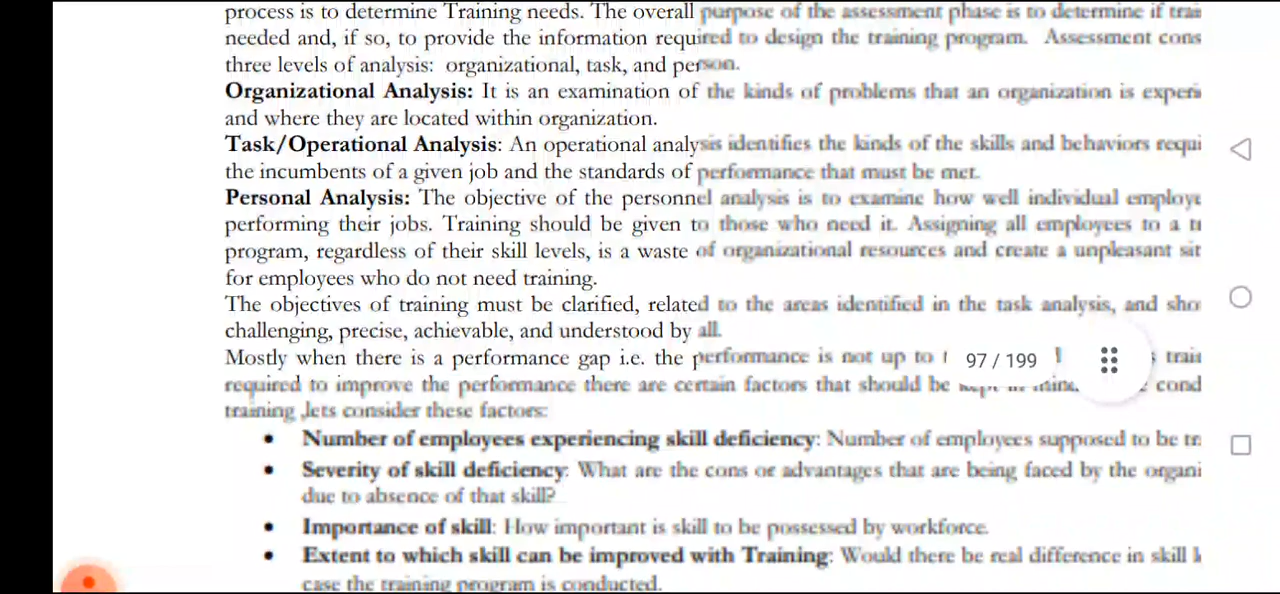 process is to determine Training needs. The overall purpose of the assessment phase is to determine if trai
needed and, if so, to provide the information required to design the training program. Assessment cons
three levels of analysis: organizational, task, and person.
Organizational Analysis: It is an examination of the kinds of problems that an organization is experi
and where they are located within organization.
Task/Operational Analysis: An operational analysis identifies the kinds of the skills and behaviors requi
the incumbents of a given job and the standards of performance that must be met.
Personal Analysis: The objective of the personnel analysis is to examine how well individual employe
performing their jobs. Training should be given to those who need it. Assigning all employees to a tr
program, regardless of their skill levels, is a waste of organizational resources and create a unpleasant sit
for employees who do not need training.
The objectives of training must be clarified, related to the areas identified in the task analysis, and sho
challenging, precise, achievable, and understood by all.
Mostly when there is a performance gap i.e. the performance is not up to 97 / 199 trai
required to improve the performance there are certain factors that should be cond
training ,lets consider these factors:
• Number of employees experiencing skill deficiency: Number of employees supposed to be tr
• Severity of skill deficiency: What are the cons or advantages that are being faced by the organi
due to absence of that skill?
• Importance of skill: How important is skill to be possessed by workforce.
• Extent to which skill can be improved with Training: Would there be real difference in skill
case the training program is conducted.